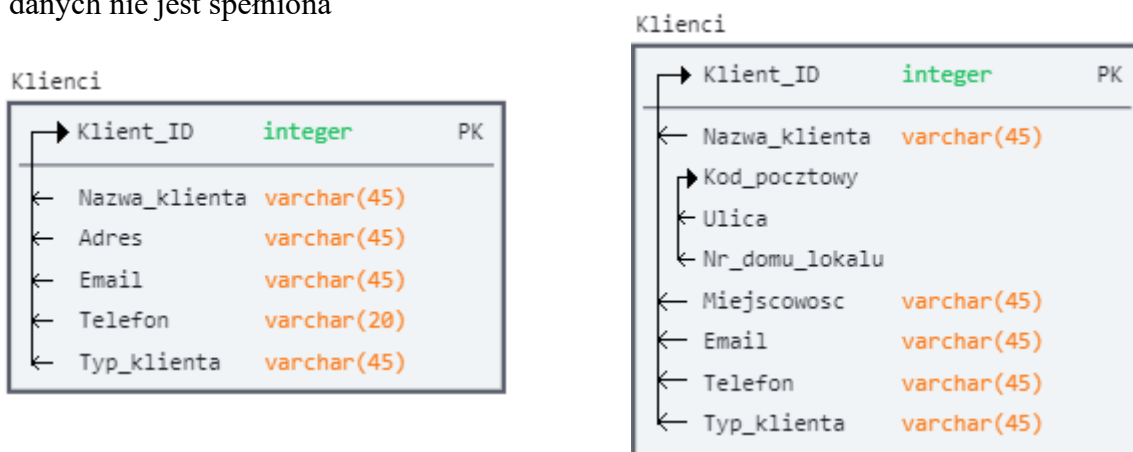 danych nie jest spełniona
Klienci
Klient_ID integer PK
Nazwa_klienta varchar(45)
Adres varchar(45)
Email varchar(45)
Telefon varchar(20)
Typ_klienta varchar(45)
Klienci
Klient_ID integer PK
Nazwa_klienta varchar(45)
Kod_pocztowy
Ulica
Nr_domu_lokalu
Miejscowosc varchar(45)
Email varchar(45)
Telefon varchar(45)
Typ_klienta varchar(45)